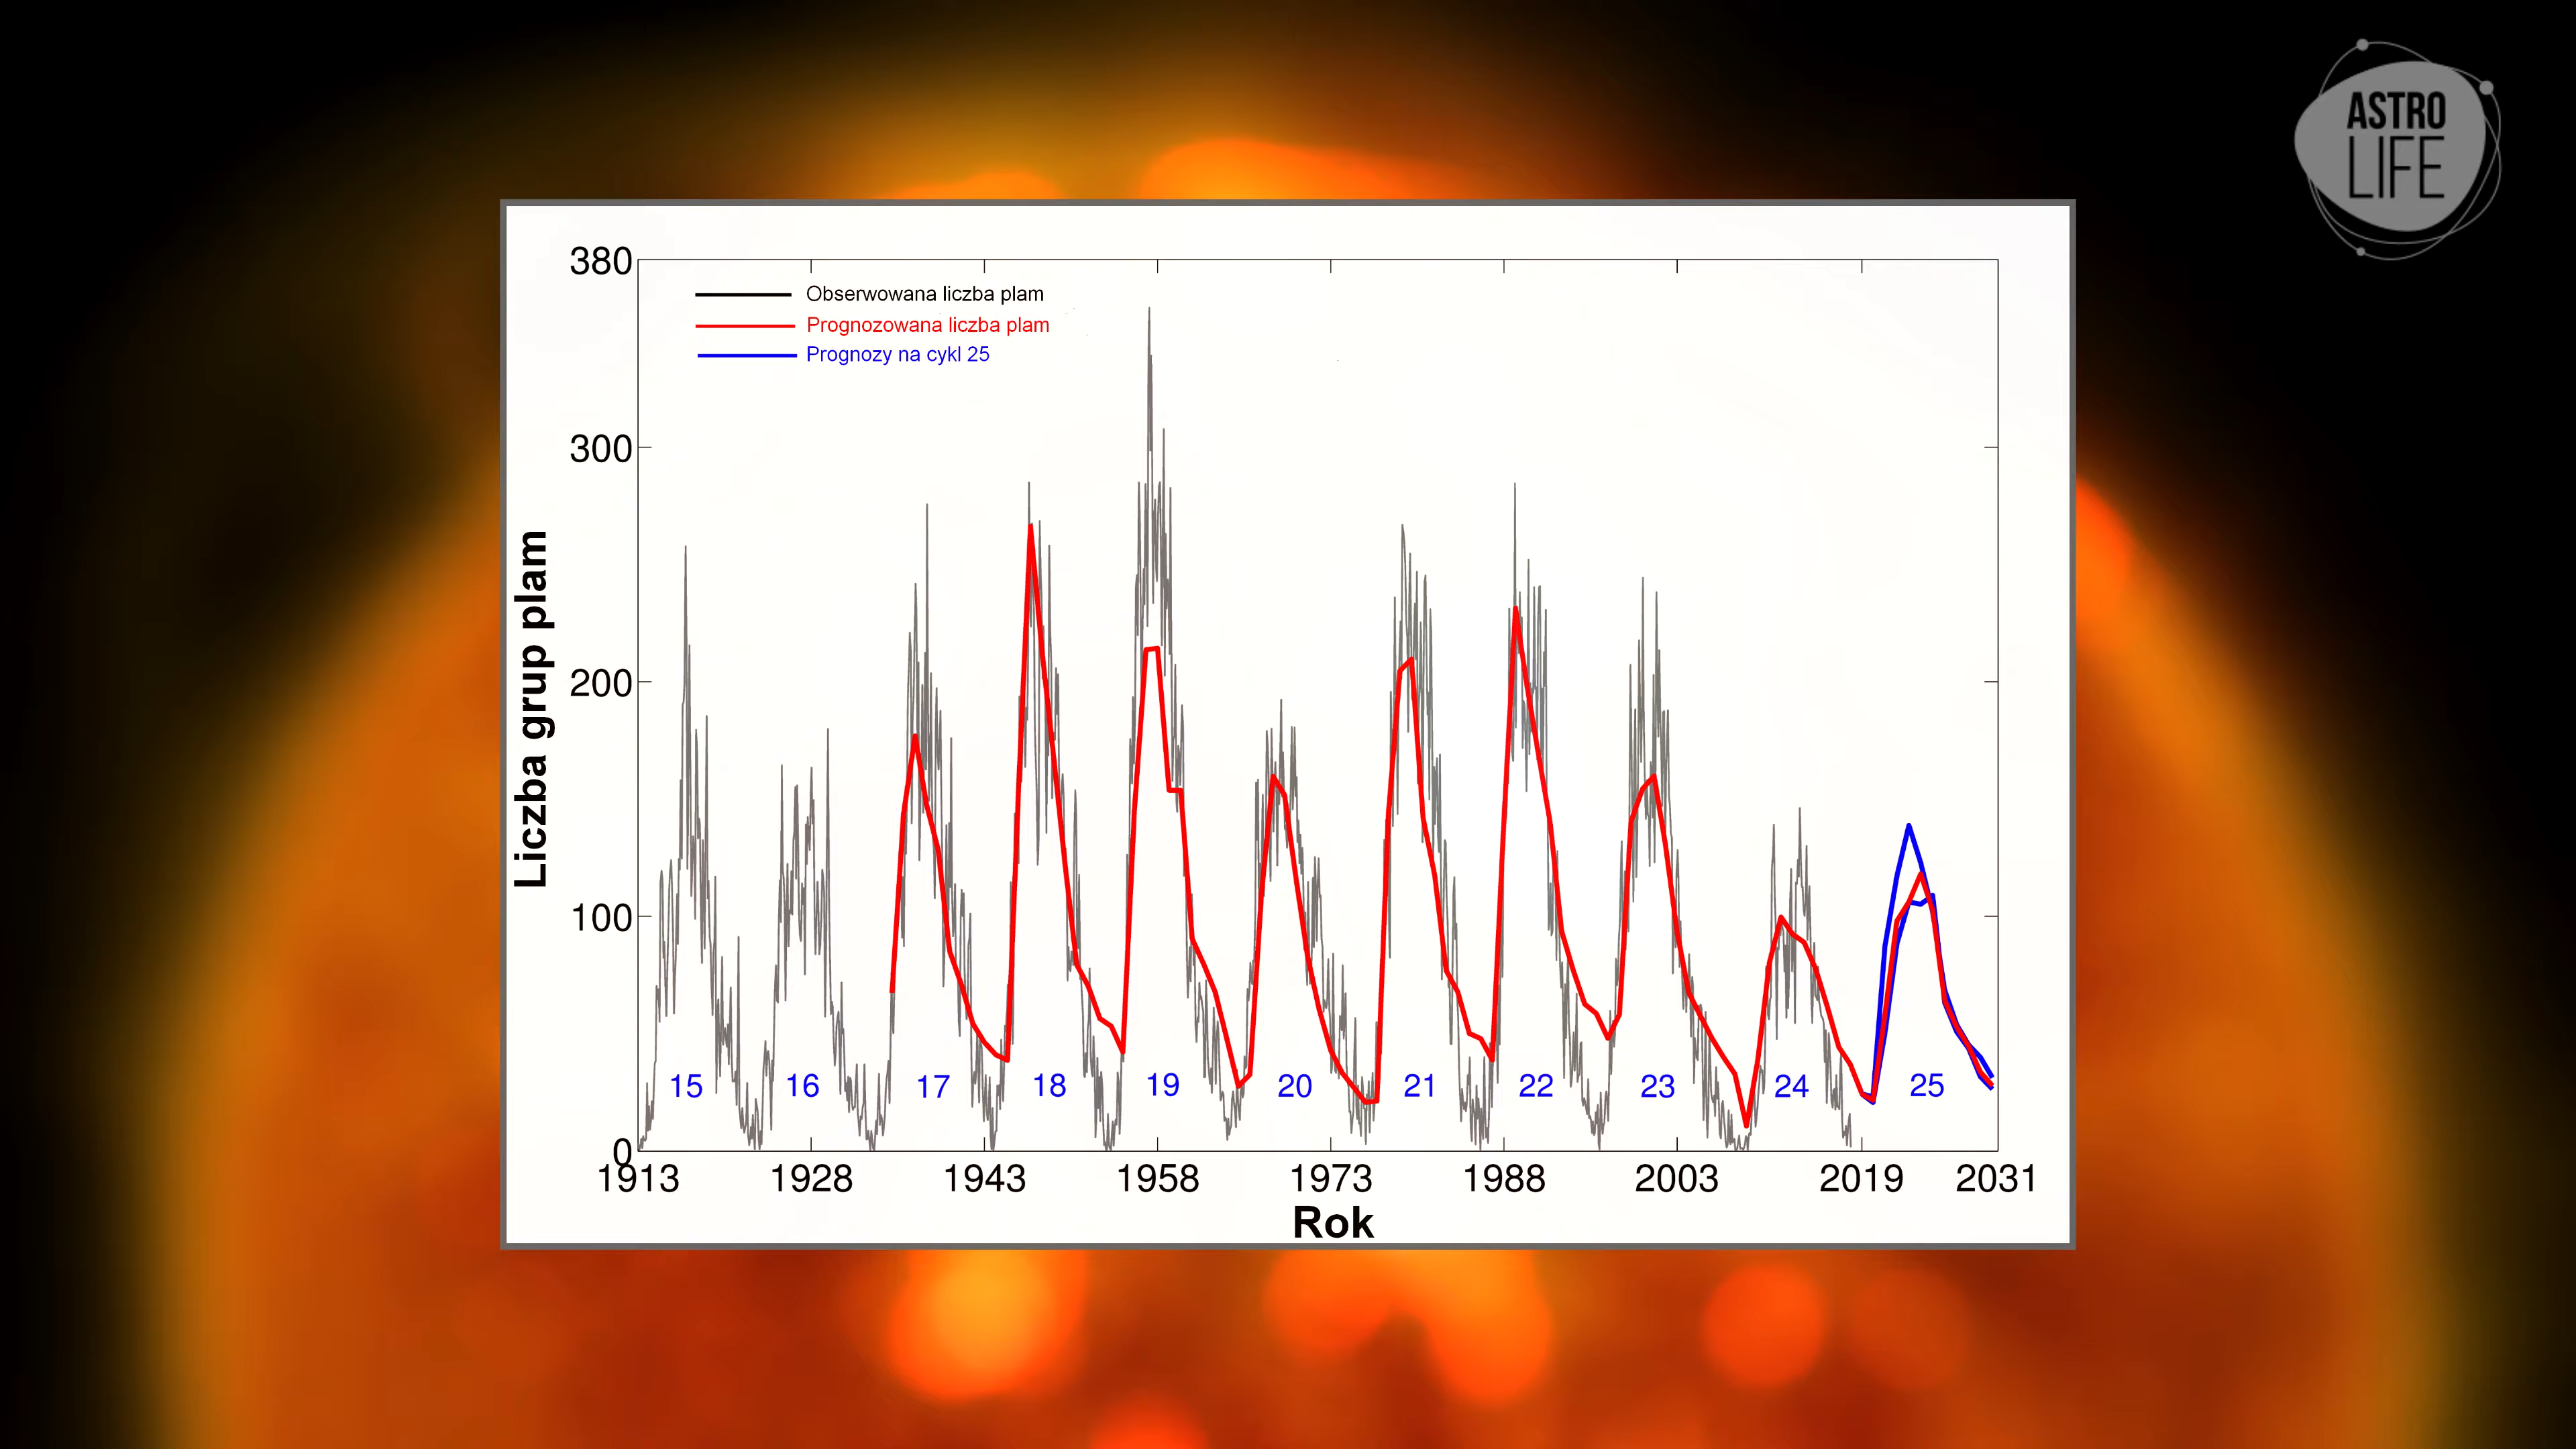 ASTRO
LIFE
Obserwowana liczba plam
Prognozowana liczba plam
Prognozy na cykl 25
Liczba grup plam
380
300
200
100
0
15 16 17 18 19 20 21 22 23 24 25
1913 1928 1943 1958 1973 1988 2003 2019 2031
Rok